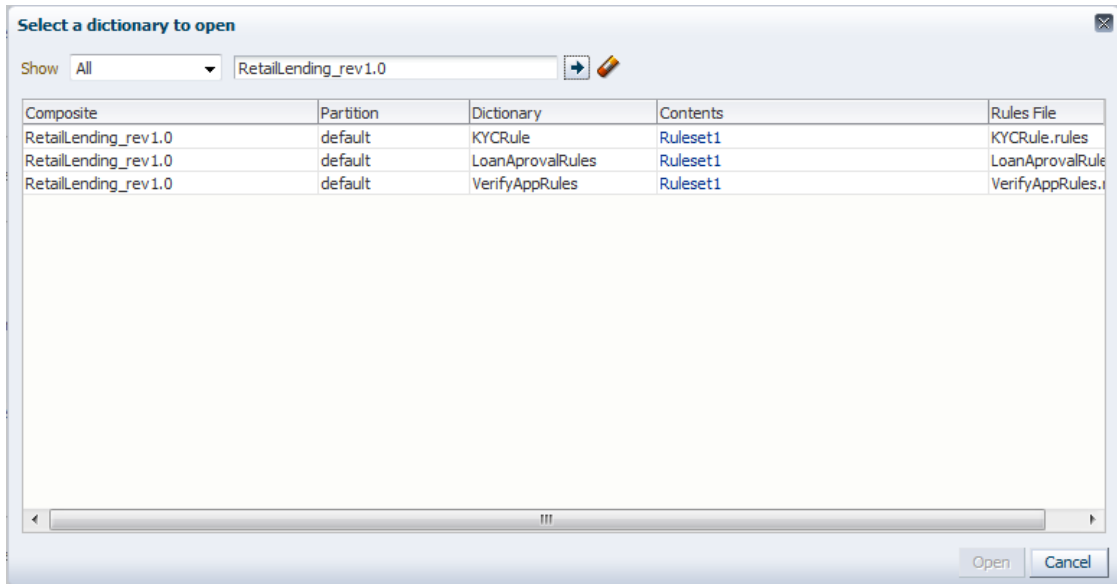 Select a dictionary to open
Show All RetailLending_rev1.0
Composite Partition Dictionary Contents Rules File
RetailLending_rev1.0 default KYCRule Ruleset1 KYCRule.rules
RetailLending_rev1.0 default LoanAprovalRules Ruleset1 LoanAprovalRule
RetailLending_rev1.0 default VerifyAppRules Ruleset1 VerifyAppRules.r
Open Cancel